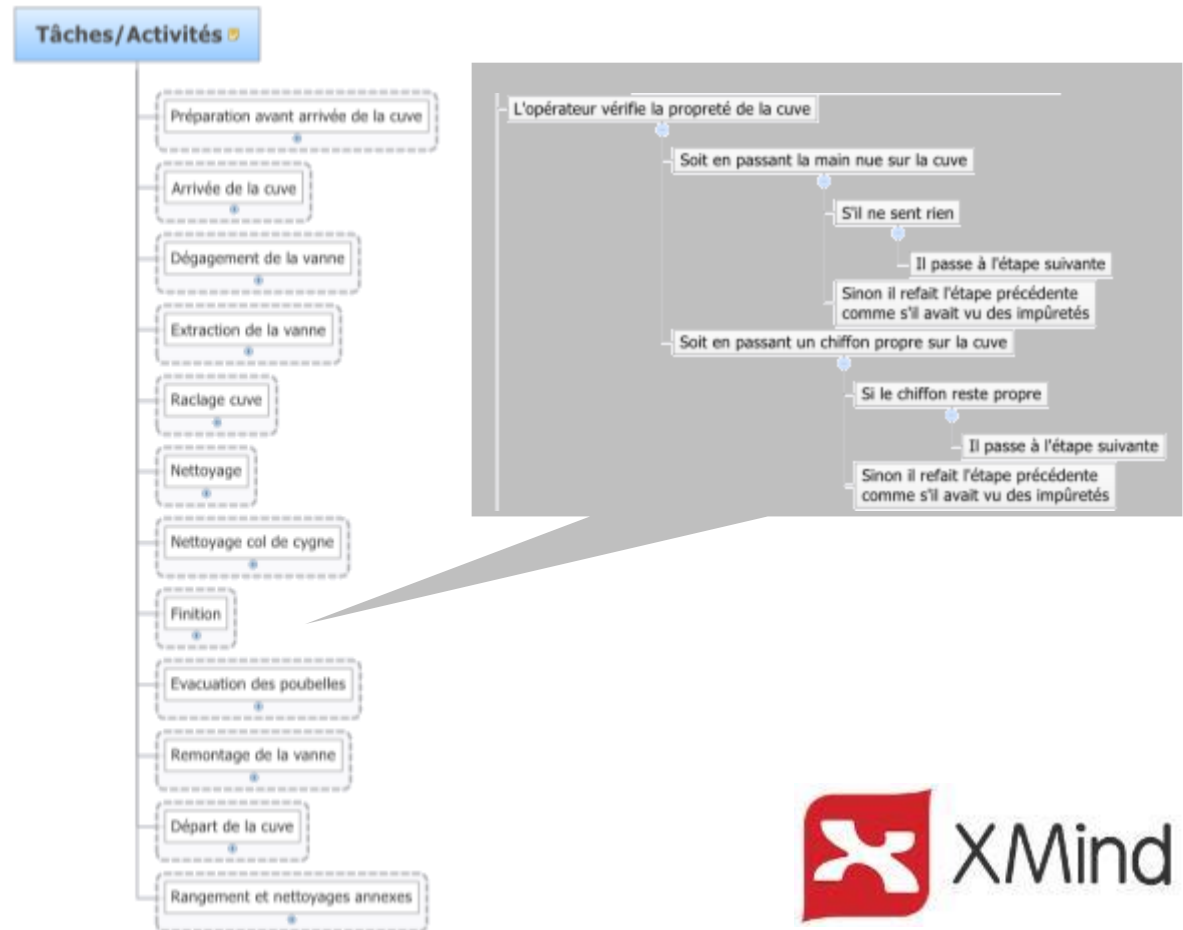 Tâches/Activités
Préparation avant arrivée de la cuve
Arrivée de la cuve
Dégagement de la vanne
Extraction de la vanne
Raclage cuve
Nettoyage
Nettoyage col de cygne
Finition
Evacuation des poubelles
Remontage de la vanne
Départ de la cuve
Rangement et nettoyages annexes
L'opérateur vérifie la propreté de la cuve
Soit en passant la main nue sur la cuve
S'il ne sent rien
Il passe à l'étape suivante
Sinon il refait l'étape précédente
comme s'il avait vu des impûretés
Soit en passant un chiffon propre sur la cuve
Si le chiffon reste propre
Il passe à l'étape suivante
Sinon il refait l'étape précédente
comme s'il avait vu des impûretés
XMind